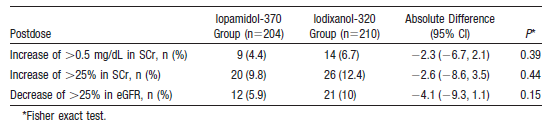 Postdose Iopamidol-370 Group (n=204) Iodixanol-320 Group (n=210) Absolute Difference (95% CI) P*
Increase of >0.5 mg/dL in SCr, n (%) 9 (4.4) 14 (6.7) −2.3 (−6.7, 2.1) 0.39
Increase of >25% in SCr, n (%) 20 (9.8) 26 (12.4) −2.6 (−8.6, 3.5) 0.44
Decrease of >25% in eGFR, n (%) 12 (5.9) 21 (10) −4.1 (−9.3, 1.1) 0.15
*Fisher exact test.